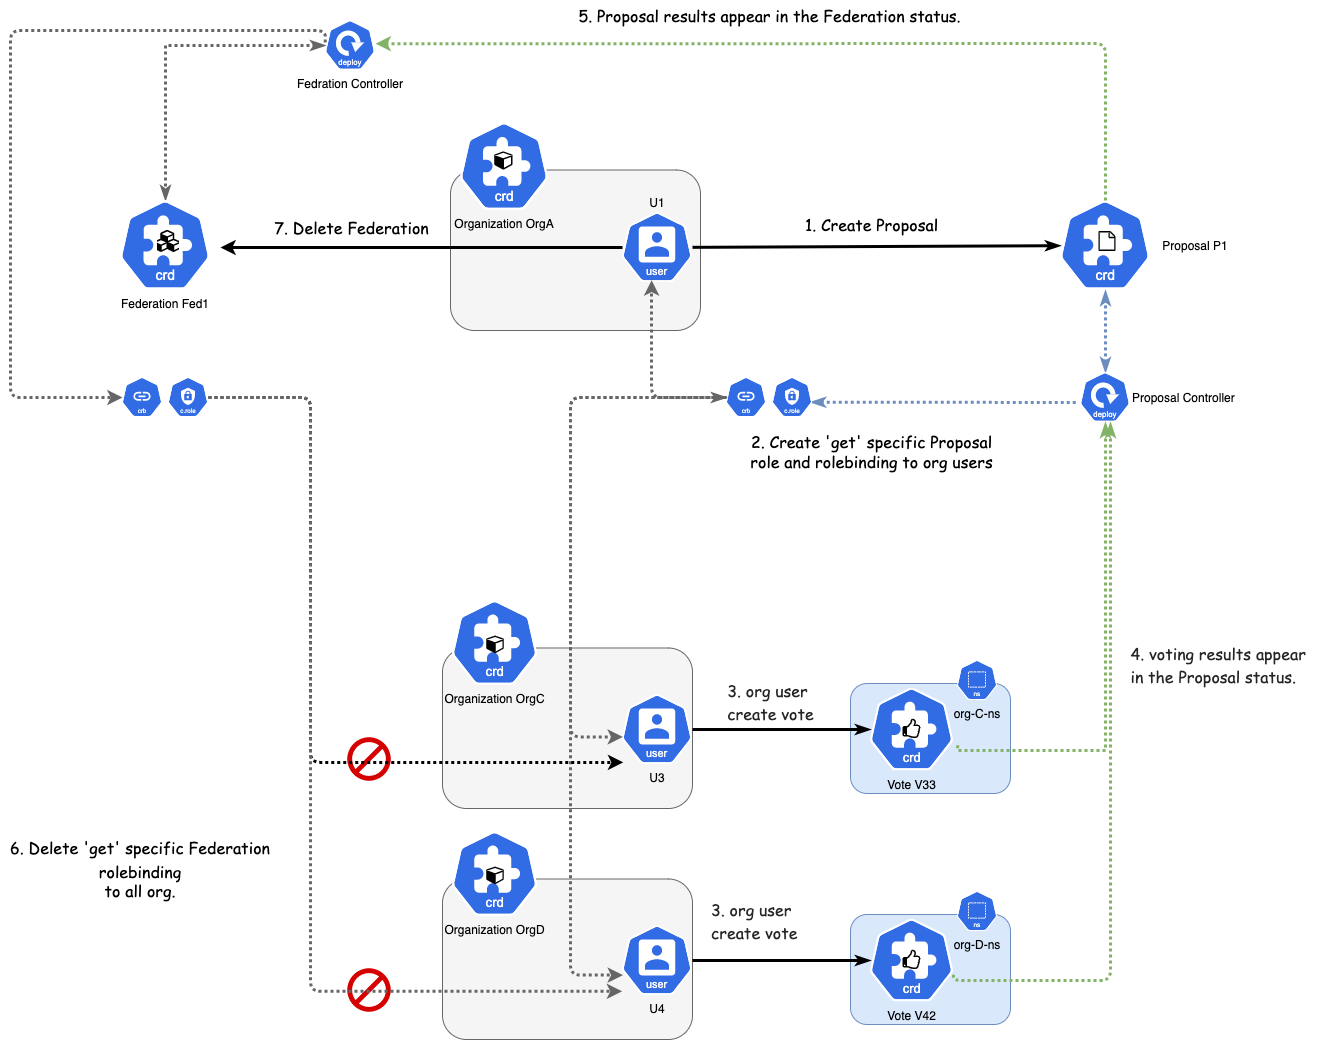 5. Proposal results appear in the Federation status.
deploy
Fedration Controller
crd
Organization OrgA
U1
7. Delete Federation
1. Create Proposal
user
crd
Federation Fed1
crd
Proposal P1
crb
c.role
crb
c.role
deploy
Proposal Controller
2. Create 'get' specific Proposal
role and rolebinding to org users
crd
Organization OrgC
3. org user
create vote
user
U3
ns
org-C-ns
crd
Vote V33
4. voting results appear
in the Proposal status.
6. Delete 'get' specific Federation
rolebinding
to all org.
crd
Organization OrgD
3. org user
create vote
user
U4
ns
org-D-ns
crd
Vote V42